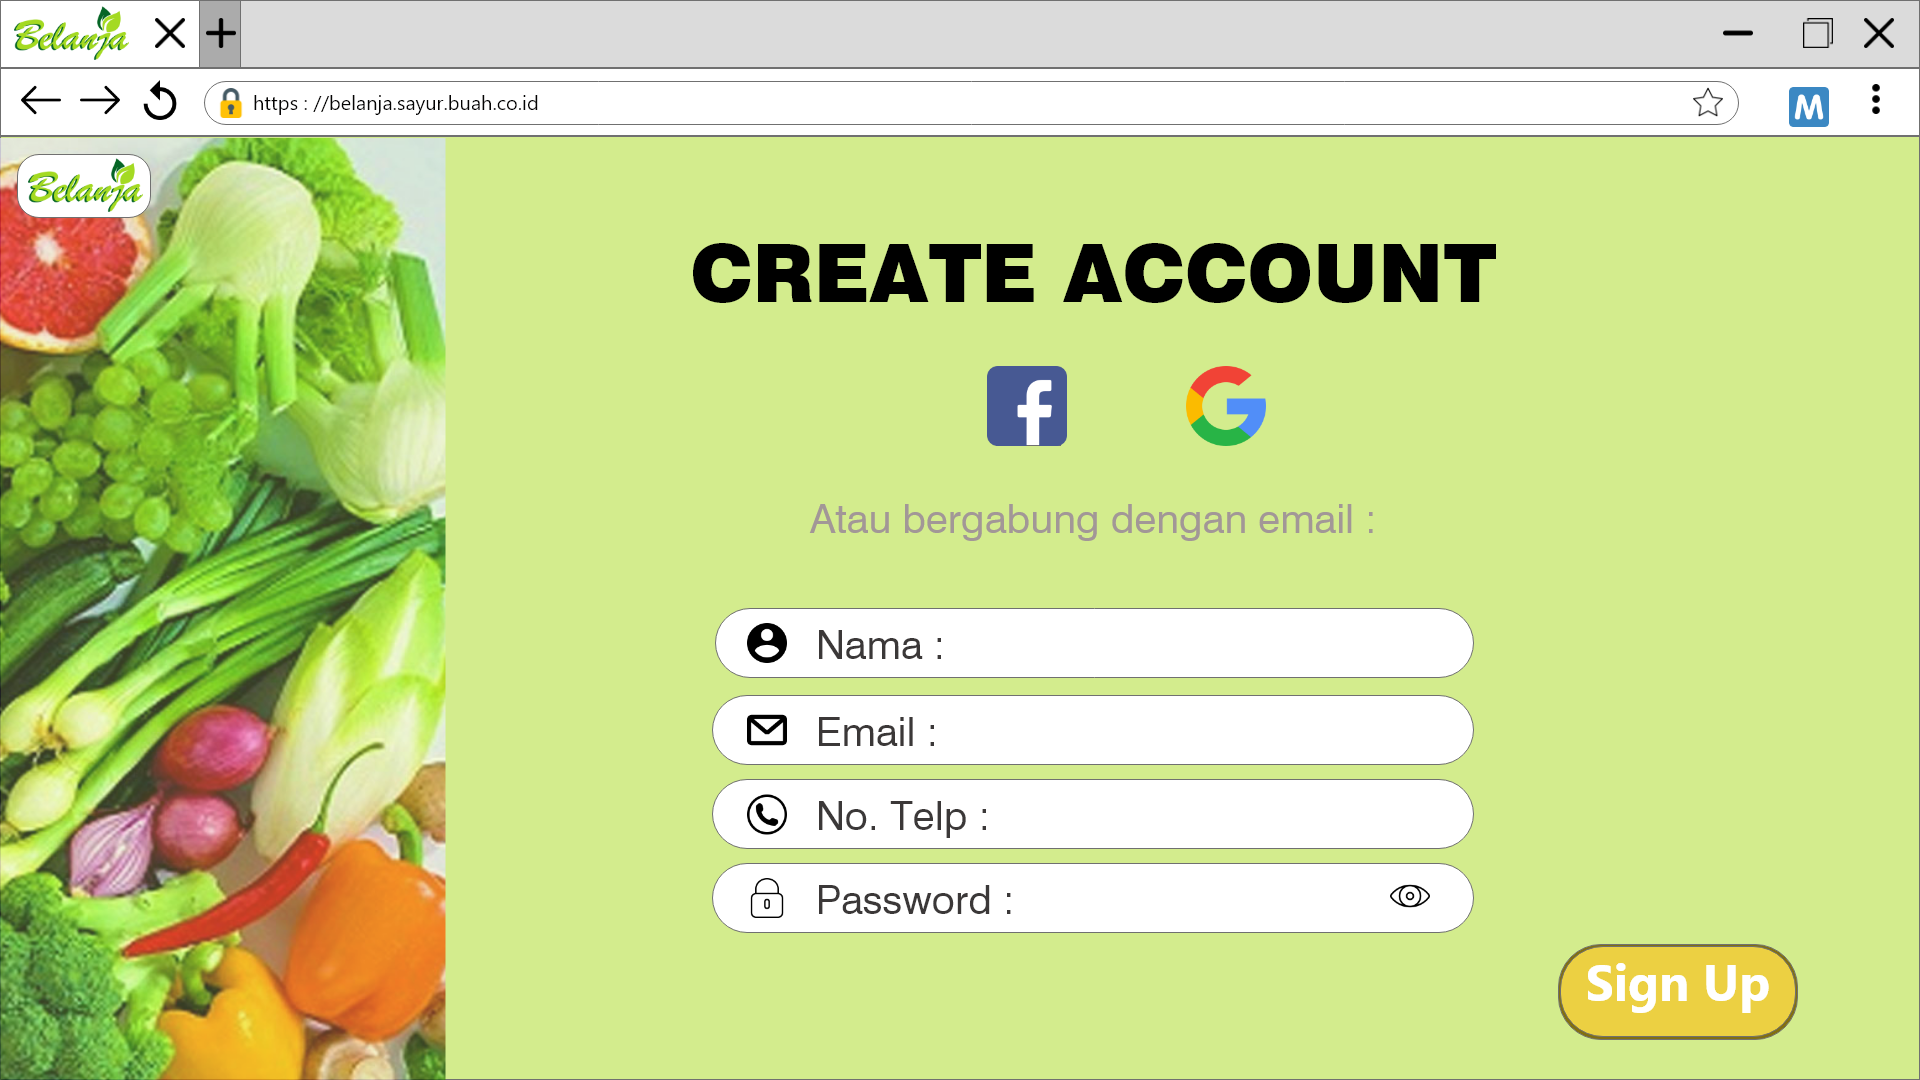 Belanja
https : //belanja.sayur.buah.co.id
M
Belanja
CREATE ACCOUNT
Atau bergabung dengan email :
Nama :
Email :
No. Telp :
Password :
Sign Up